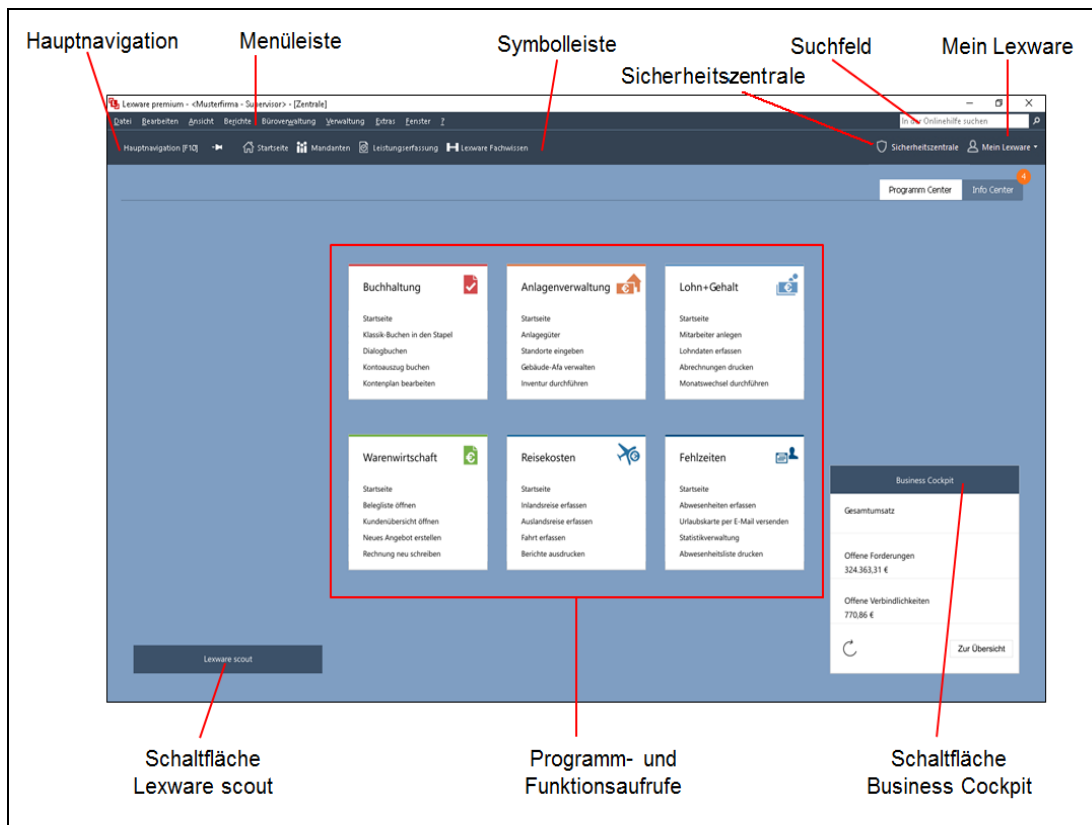 Hauptnavigation
Menüleiste
Symbolleiste
Suchfeld
Mein Lexware
Sicherheitszentrale
Lexware premium - <Musterfirma - Supervisor> - [Zentrale]
Datei Bearbeiten Ansicht Berichte Büroverwaltung Verwaltung Extras Fenster ?
In der Onlinehilfe suchen
Hauptnavigation [F10] Startseite Mandanten Leistungserfassung Lexware Fachwissen Sicherheitszentrale Mein Lexware
Programm Center Info Center 4
Buchhaltung
Startseite
Klassik-Buchen in den Stapel
Dialogbuchen
Kontoauszug buchen
Kontenplan bearbeiten
Anlagenverwaltung
Startseite
Anlagegüter
Standorte eingeben
Gebäude-Afa verwalten
Inventur durchführen
Lohn+Gehalt
Startseite
Mitarbeiter anlegen
Lohndaten erfassen
Abrechnungen drucken
Monatswechsel durchführen
Warenwirtschaft
Startseite
Belegliste öffnen
Kundenübersicht öffnen
Neues Angebot erstellen
Rechnung neu schreiben
Reisekosten
Startseite
Inlandsreise erfassen
Auslandsreise erfassen
Fahrt erfassen
Berichte ausdrucken
Fehlzeiten
Startseite
Abwesenheiten erfassen
Urlaubskarte per E-Mail versenden
Statistikverwaltung
Abwesenheitsliste drucken
Business Cockpit
Gesamtumsatz
Offene Forderungen
324.363,31 €
Offene Verbindlichkeiten
770,86 €
Zur Übersicht
Lexware scout
Schaltfläche
Lexware scout
Programm- und
Funktionsaufrufe
Schaltfläche
Business Cockpit